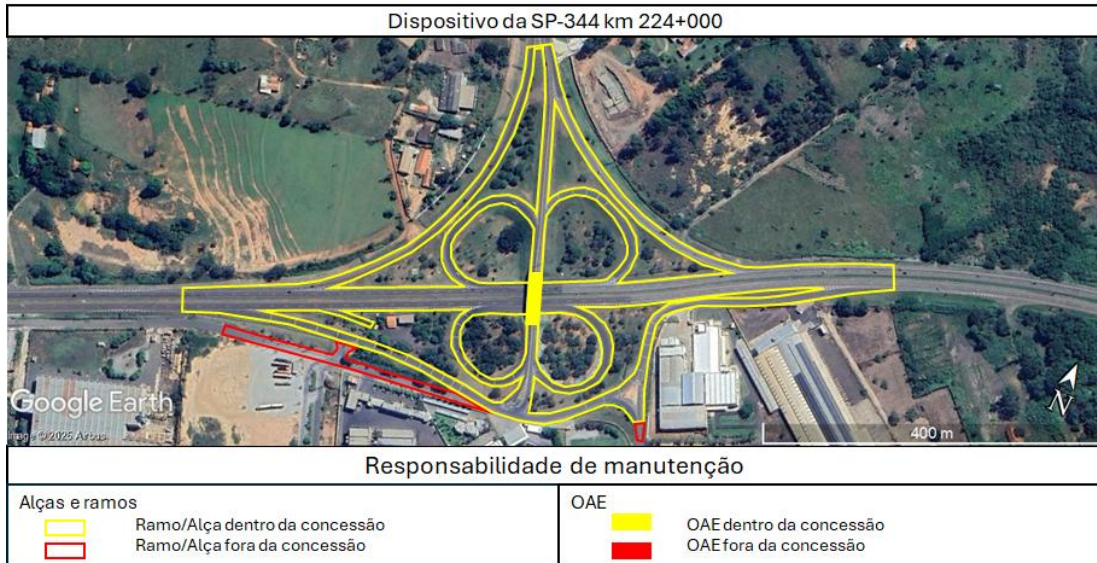 Dispositivo da SP-344 km 224+000
N
Google Earth
Image © 2025 Airbus
400 m
Responsabilidade de manutenção
Alças e ramos
Ramo/Alça dentro da concessão
Ramo/Alça fora da concessão
OAE
OAE dentro da concessão
OAE fora da concessão